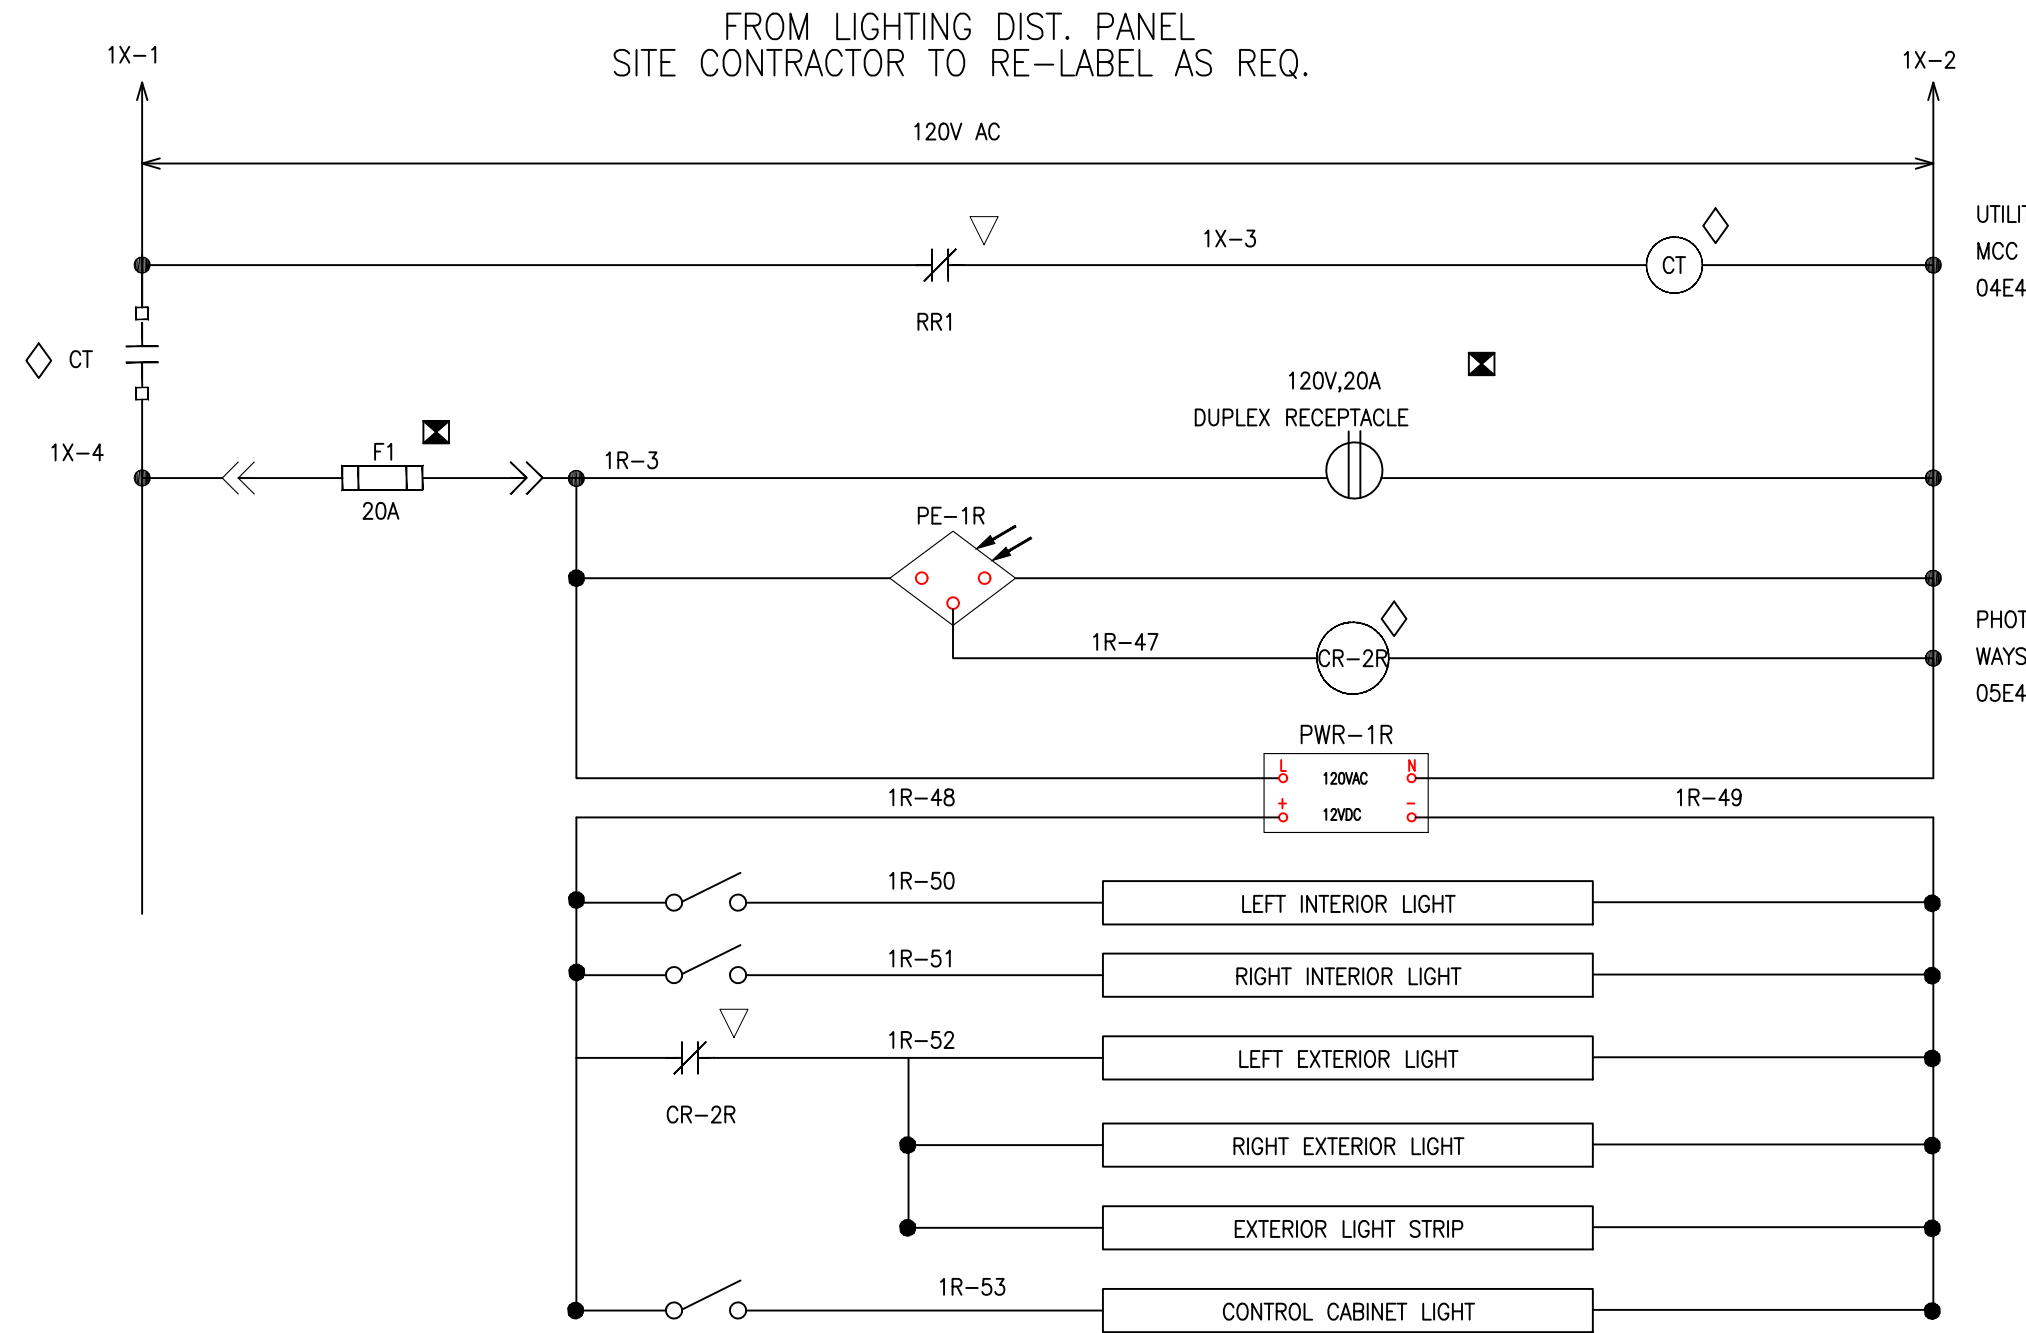 FROM LIGHTING DIST. PANEL
SITE CONTRACTOR TO RE-LABEL AS REQ.
1X-1
1X-2
120V AC
1X-3
CT
RR1
CT
120V,20A
DUPLEX RECEPTACLE
1X-4
F1
20A
1R-3
PE-1R
1R-47
CR-2R
MCC
04E4
05E4
PWR-1R
L
120VAC
N
+
12VDC
-
1R-48
1R-49
1R-50
LEFT INTERIOR LIGHT
1R-51
RIGHT INTERIOR LIGHT
1R-52
LEFT EXTERIOR LIGHT
CR-2R
RIGHT EXTERIOR LIGHT
EXTERIOR LIGHT STRIP
1R-53
CONTROL CABINET LIGHT